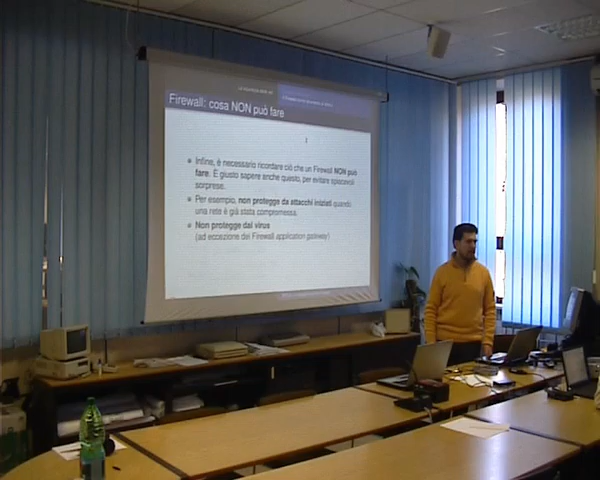 Firewall: cosa NON può fare
Infine, è necessario ricordare ciò che un Firewall NON può
fare. È giusto sapere anche questo, per evitare spiacevoli
sorprese.
Per esempio, non protegge da attacchi iniziati quando
una rete è già stata compromessa.
Non protegge dai virus
(ad eccezione dei Firewall application gateway)